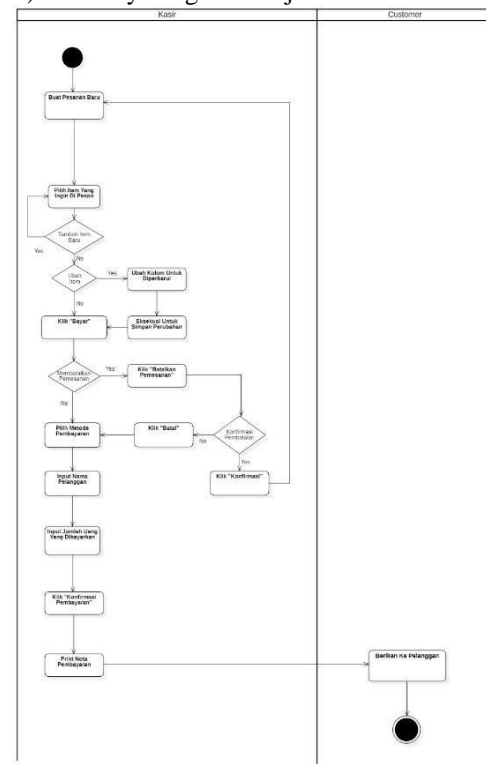 Kasir
Customer
Buat Pesanan Baru
Pilih Item Yang
Ingin Di Pesan
Tambah Item
Baru
Yes
No
Ubah
Item
Yes
Ubah Kolom Untuk
Diperbarui
No
Klik "Bayar"
Eksekusi Untuk
Simpan Perubahan
Membatalkan
Pemesanan
Yes
Klik "Batalkan
Pemesanan"
No
Pilih Metode
Pembayaran
Klik "Batal"
No
Konfirmasi
Pembatalan
Yes
Input Nama
Pelanggan
Klik "Konfirmasi"
Input Jumlah Uang
Yang Dibayarkan
Klik "Konfirmasi
Pembayaran"
Print Nota
Pembayaran
Berikan Ke Pelanggan